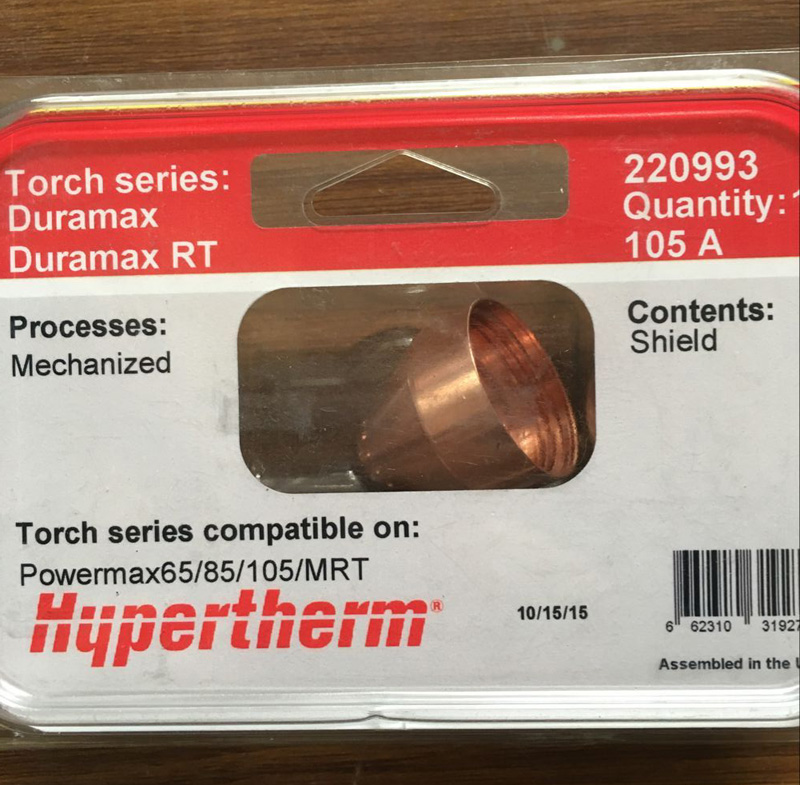 Torch series:
Duramax
Duramax RT
220993
Quantity:
105 A
Processes:
Mechanized
Contents:
Shield
Torch series compatible on:
Powermax65/85/105/MRT
Hypertherm®
10/15/15
6 62310 31927
Assembled in the